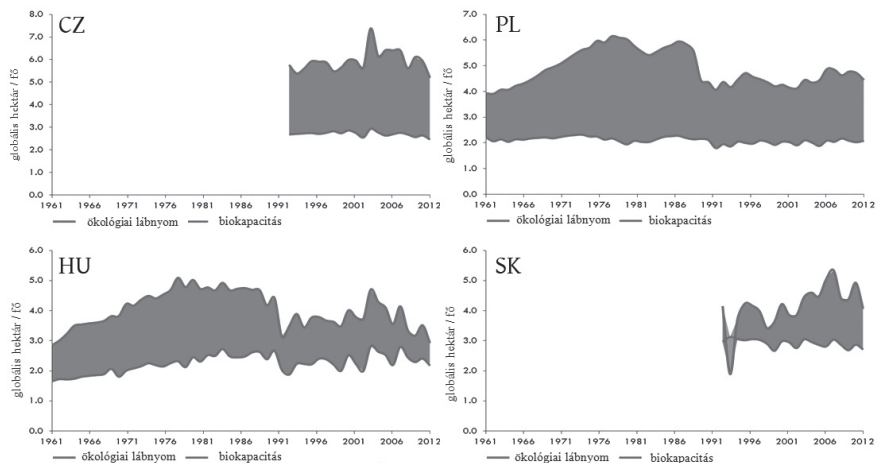 CZ
globális hektár / fő
8.0
7.0
6.0
5.0
4.0
3.0
2.0
1.0
0.0
1961 1966 1971 1976 1981 1986 1991 1996 2001 2006 2012
ökológiai lábnyom biokapacitás
PL
globális hektár / fő
7.0
6.0
5.0
4.0
3.0
2.0
1.0
0.0
1961 1966 1971 1976 1981 1986 1991 1996 2001 2006 2012
ökológiai lábnyom biokapacitás
HU
globális hektár / fő
6.0
5.0
4.0
3.0
2.0
1.0
0.0
1961 1966 1971 1976 1981 1986 1991 1996 2001 2006 2012
ökológiai lábnyom biokapacitás
SK
globális hektár / fő
6.0
5.0
4.0
3.0
2.0
1.0
0.0
1961 1966 1971 1976 1981 1986 1991 1996 2001 2006 2012
ökológiai lábnyom biokapacitás